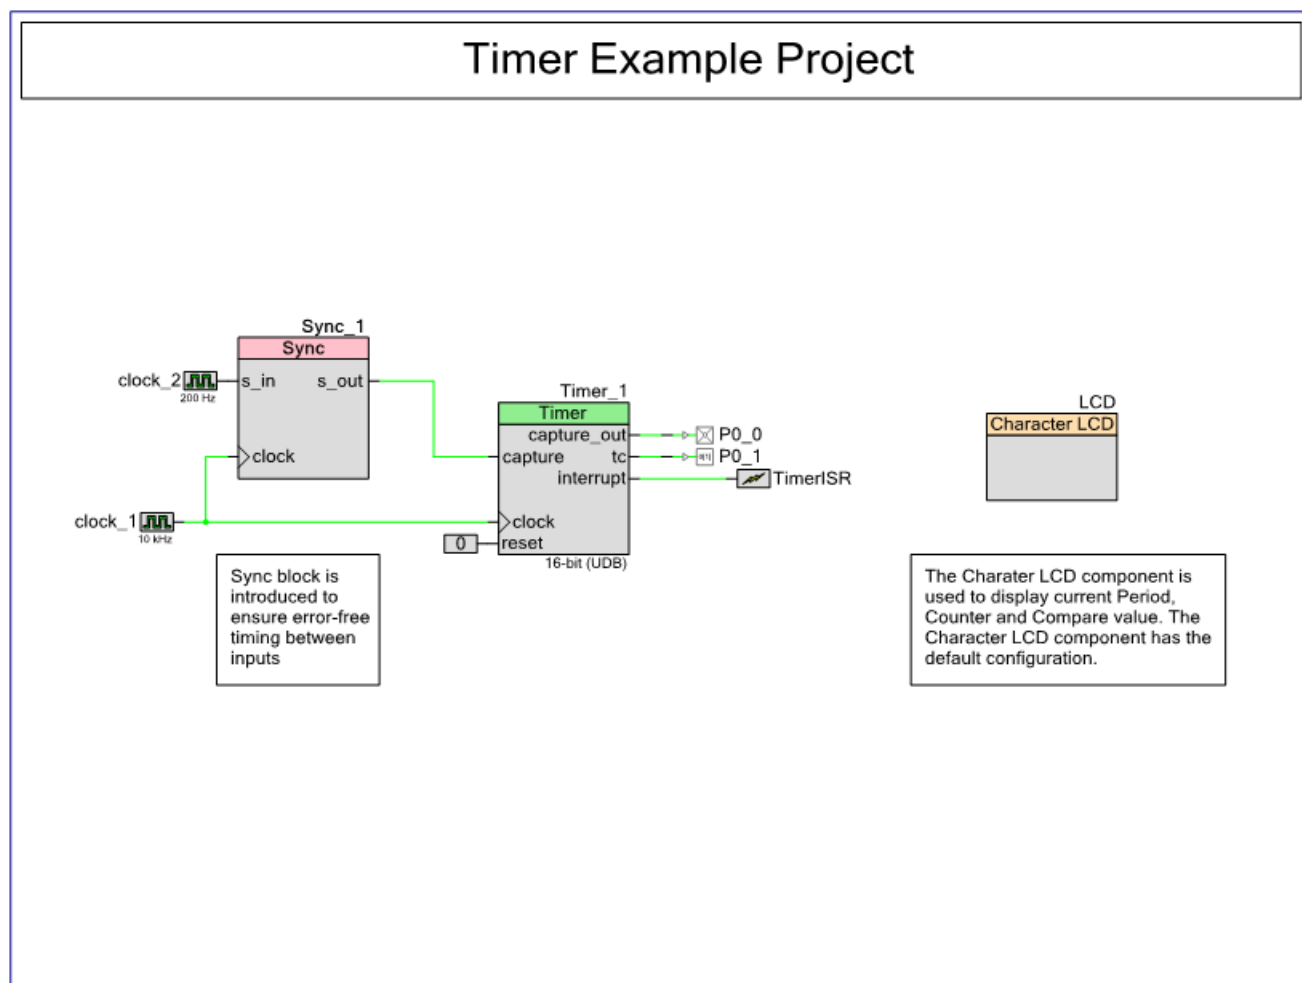 Timer Example Project
Sync_1
Sync
clock_2
200 Hz
s_in
s_out
clock
clock_1
10 kHz
Timer_1
Timer
capture_out
P0_0
capture
tc
P0_1
interrupt
TimerISR
clock
0
reset
16-bit (UDB)
LCD
Character LCD
Sync block is
introduced to
ensure error-free
timing between
inputs
The Charater LCD component is
used to display current Period,
Counter and Compare value. The
Character LCD component has the
default configuration.